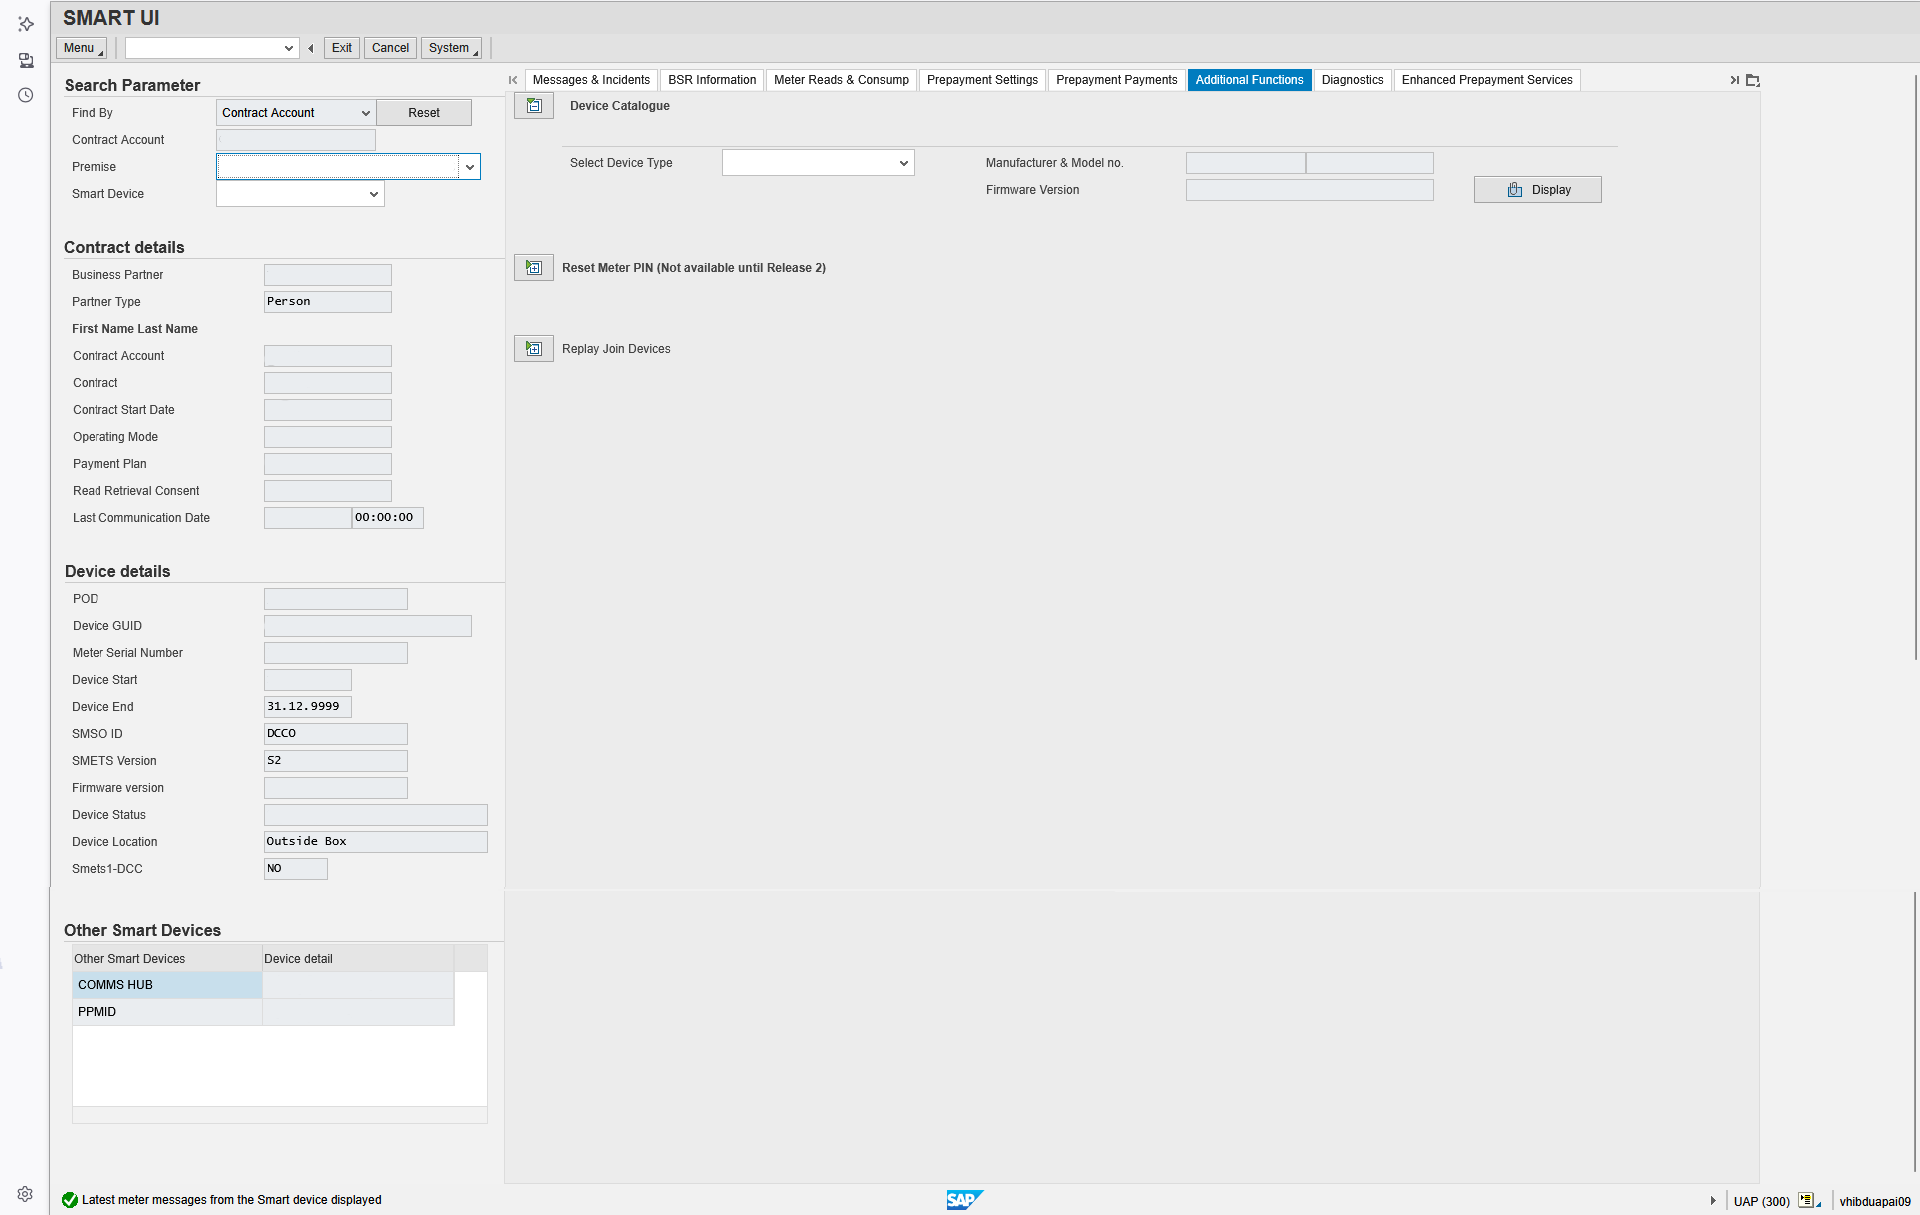 SMART UI
Menu
Exit
Cancel
System
Search Parameter
Find By
Contract Account
Reset
Contract Account
Premise
Smart Device
Contract details
Business Partner
Partner Type
Person
First Name Last Name
Contract Account
Contract
Contract Start Date
Operating Mode
Payment Plan
Read Retrieval Consent
Last Communication Date
00:00:00
Device details
POD
Device GUID
Meter Serial Number
Device Start
Device End
31.12.9999
SMSO ID
DCCO
SMETS Version
S2
Firmware version
Device Status
Device Location
Outside Box
Smets1-DCC
NO
Other Smart Devices
Other Smart Devices
Device detail
COMMS HUB
PPMID
Messages & Incidents
BSR Information
Meter Reads & Consump
Prepayment Settings
Prepayment Payments
Additional Functions
Diagnostics
Enhanced Prepayment Services
Device Catalogue
Select Device Type
Manufacturer & Model no.
Firmware Version
Display
Reset Meter PIN (Not available until Release 2)
Replay Join Devices
Latest meter messages from the Smart device displayed
SAP
UAP (300)
vhibduapai09